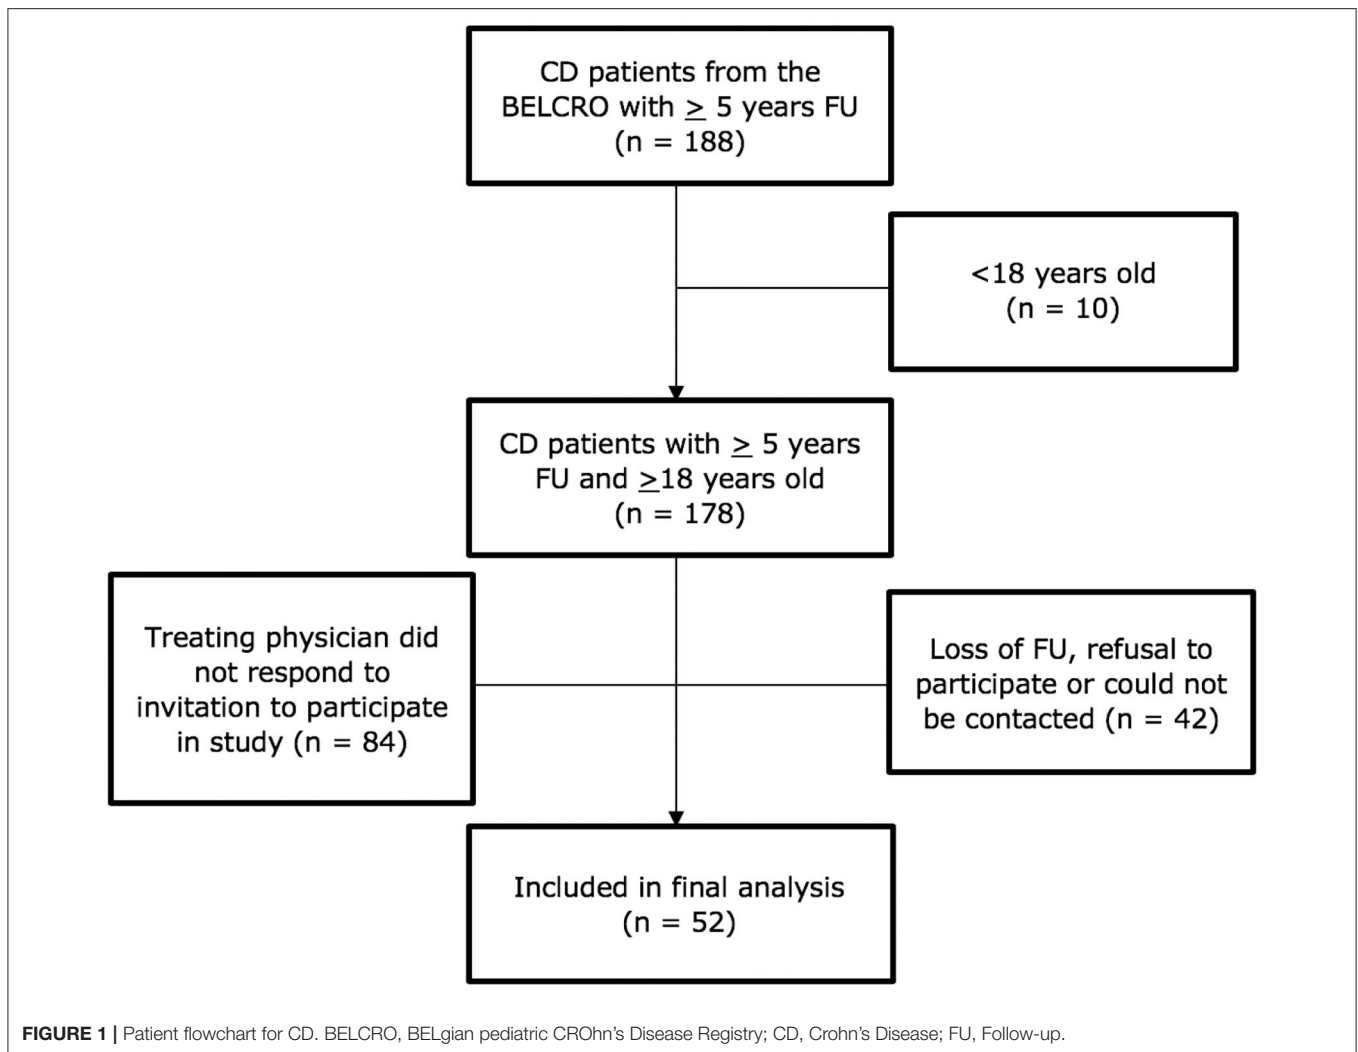 CD patients from the
BELCRO with ≥ 5 years FU
(n = 188)
<18 years old
(n = 10)
CD patients with ≥ 5 years
FU and ≥18 years old
(n = 178)
Treating physician did
not respond to
invitation to participate
in study (n = 84)
Loss of FU, refusal to
participate or could not
be contacted (n = 42)
Included in final analysis
(n = 52)
FIGURE 1 | Patient flowchart for CD. BELCRO, BELgian pediatric CROhn’s Disease Registry; CD, Crohn’s Disease; FU, Follow-up.